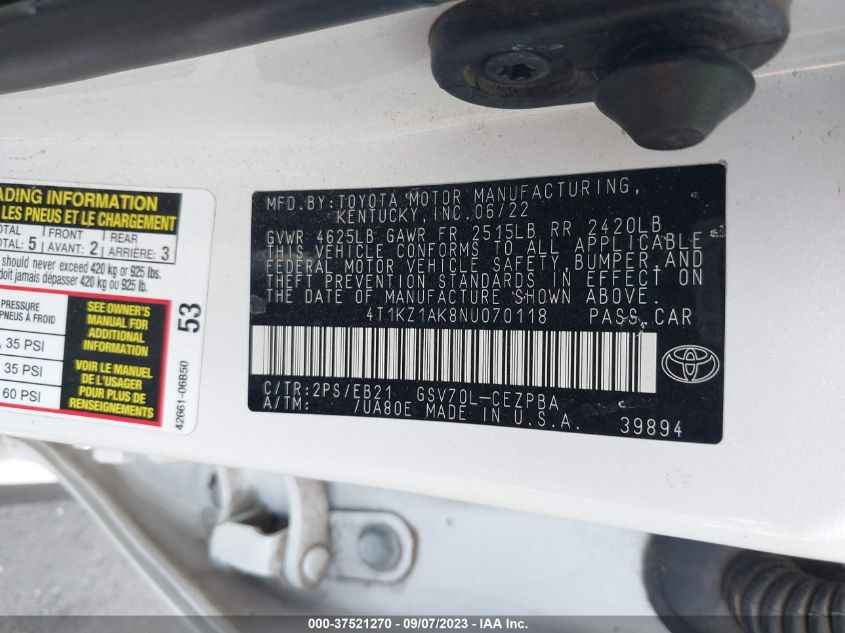 ADING INFORMATION
LES PNEUS ET LE CHARGEMENT
TOTAL: 5 FRONT AVANT: 2 REAR ARRIÈRE: 3
should never exceed 420 kg or 925 lbs.
doit jamais dépasser 420 kg ou 925 lb.
PRESSURE
PNEUS À FROID
, 35 PSI
35 PSI
60 PSI
SEE OWNER'S
MANUAL FOR
ADDITIONAL
INFORMATION
VOIR LE MANUEL
DE L'USAGER
POUR PLUS DE
RENSEIGNEMENTS
53
42661-06B50
MFD.BY:TOYOTA MOTOR MANUFACTURING,
KENTUCKY,INC.06/22
GVWR 4625LB GAWR FR 2515LB RR 2420LB
THIS VEHICLE CONFORMS TO ALL APPLICABLE
FEDERAL MOTOR VEHICLE SAFETY,BUMPER,AND
THEFT PREVENTION STANDARDS IN EFFECT ON
THE DATE OF MANUFACTURE SHOWN ABOVE.
4T1KZ1AK8NU070118 PASS.CAR
C/TR:2PS/EB21 GSV70L-CEZPBA
A/TM: /UA80E MADE IN U.S.A.
39894
000-37521270 - 09/07/2023 - IAA Inc.